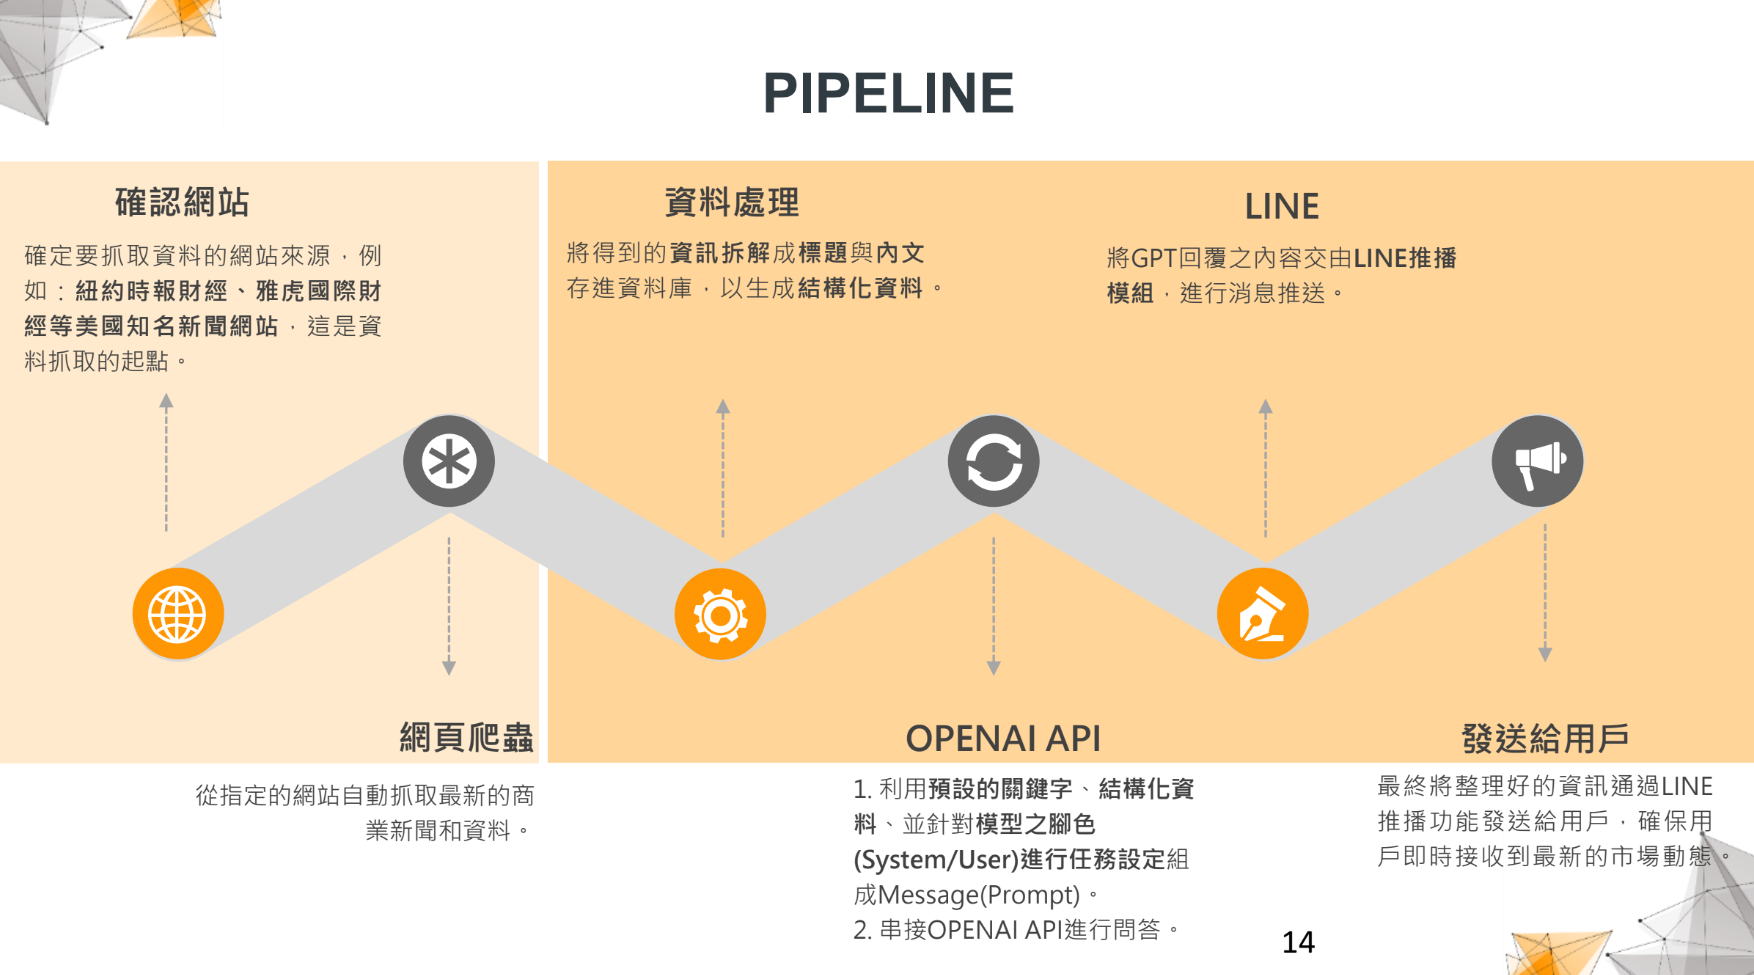 PIPELINE
確認網站
確定要抓取資料的網站來源，例
如：紐約時報財經、雅虎國際財
經等美國知名新聞網站，這是資
料抓取的起點。
網頁爬蟲
從指定的網站自動抓取最新的商
業新聞和資料。
資料處理
將得到的資訊拆解成標題與內文
存進資料庫，以生成結構化資料。
OPENAI API
1. 利用預設的關鍵字、結構化資
料、並針對模型之腳色
(System/User)進行任務設定組
成Message(Prompt)。
2. 串接OPENAI API進行問答。
LINE
將GPT回覆之內容交由LINE推播
模組，進行消息推送。
發送給用戶
最終將整理好的資訊通過LINE
推播功能發送給用戶，確保用
戶即時接收到最新的市場動態。
14